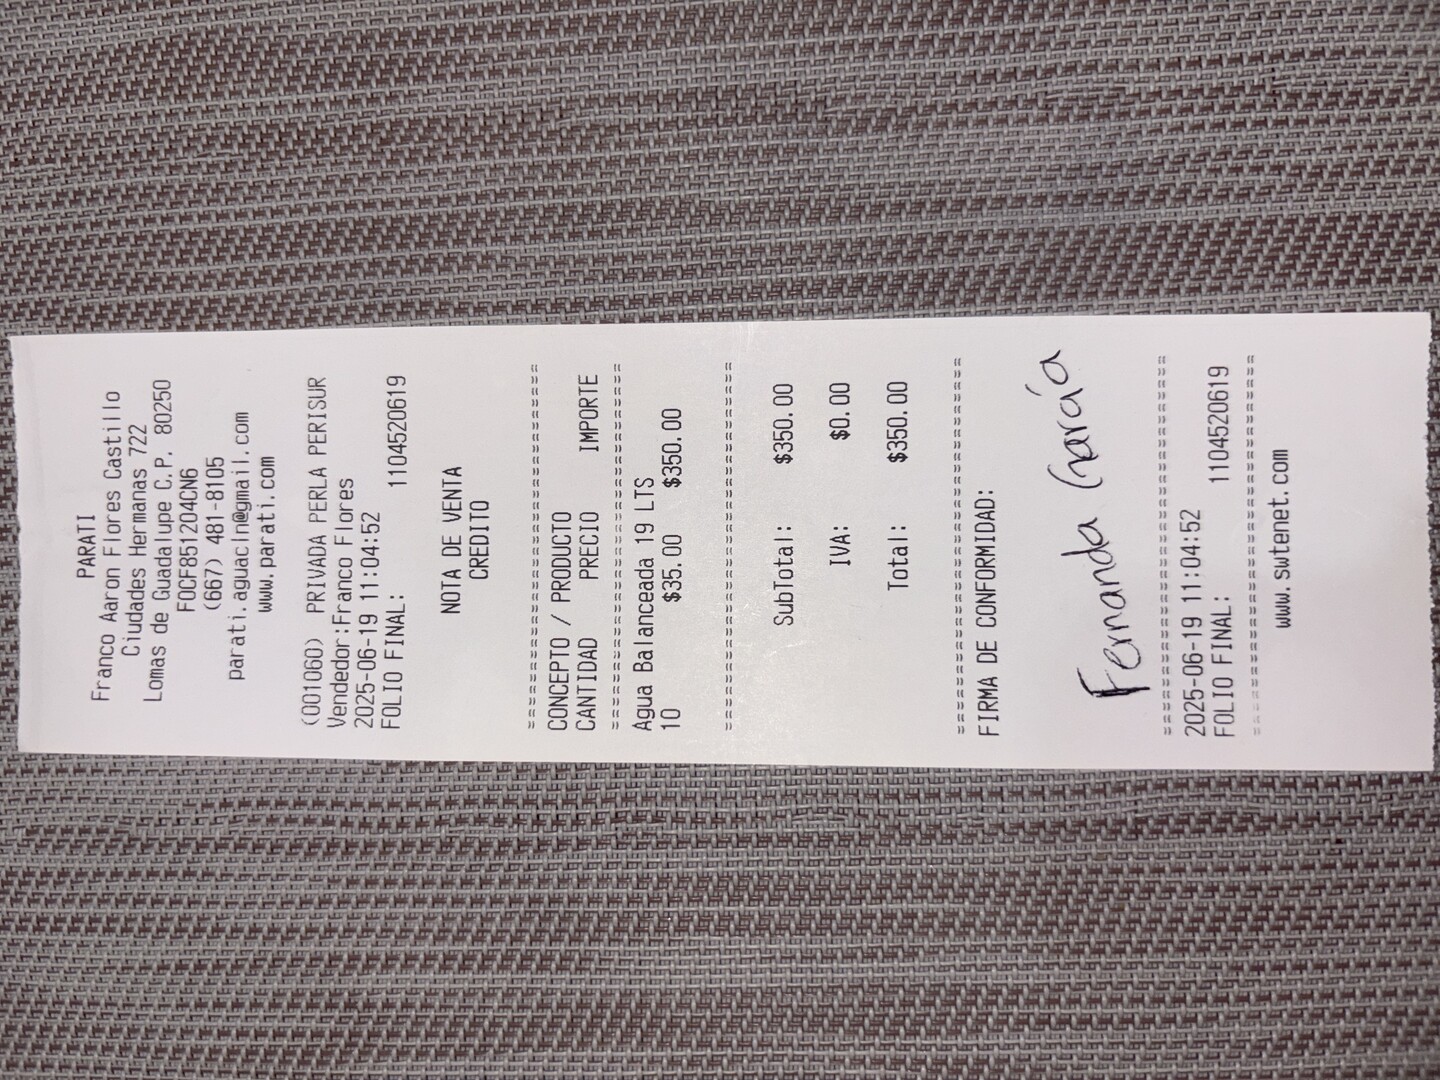 PARATI
Franco Aaron Flores Castillo
Ciudades Hermanas 722
Lomas de Guadalupe C.P. 80250
FOCF851204CN6
(667) 481-8105
parati.aguacln@gmail.com
www.parati.com
(001060) PRIVADA PERLA PERISUR
Vendedor:Franco Flores
2025-06-19 11:04:52
FOLIO FINAL: 1104520619
NOTA DE VENTA
CREDITO
==============================
CONCEPTO / PRODUCTO
CANTIDAD PRECIO IMPORTE
==============================
Agua Balanceada 19 LTS
10 $35.00 $350.00
==============================
SubTotal: $350.00
IVA: $0.00
Total: $350.00
==============================
FIRMA DE CONFORMIDAD:
Fernanda García
==============================
2025-06-19 11:04:52
FOLIO FINAL: 1104520619
==============================
www.swtenet.com